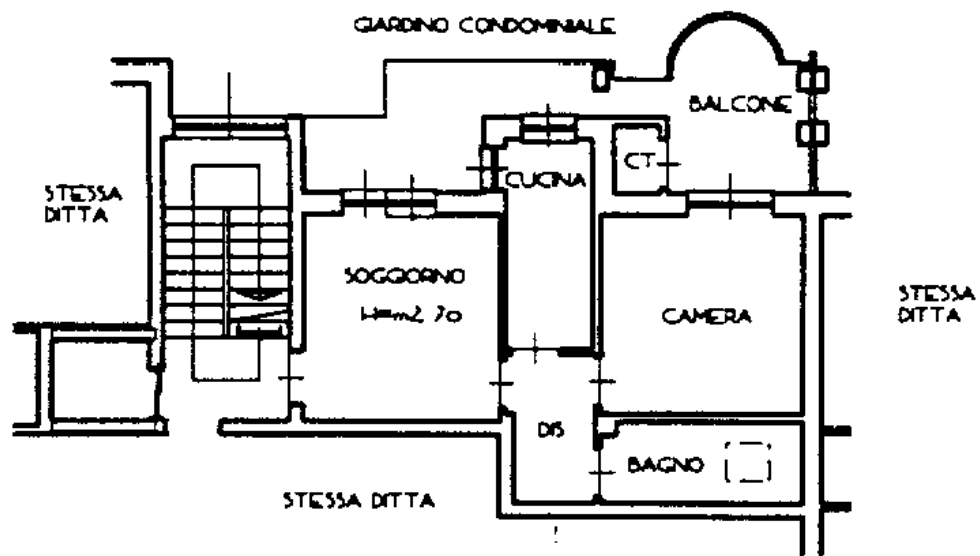 GIARDINO CONDOMINIALE
BALCONE
CT
CUCINA
STESSA
DITTA
SOGGIORNO
H=m2.70
CAMERA
STESSA
DITTA
DIS
BAGNO
STESSA DITTA